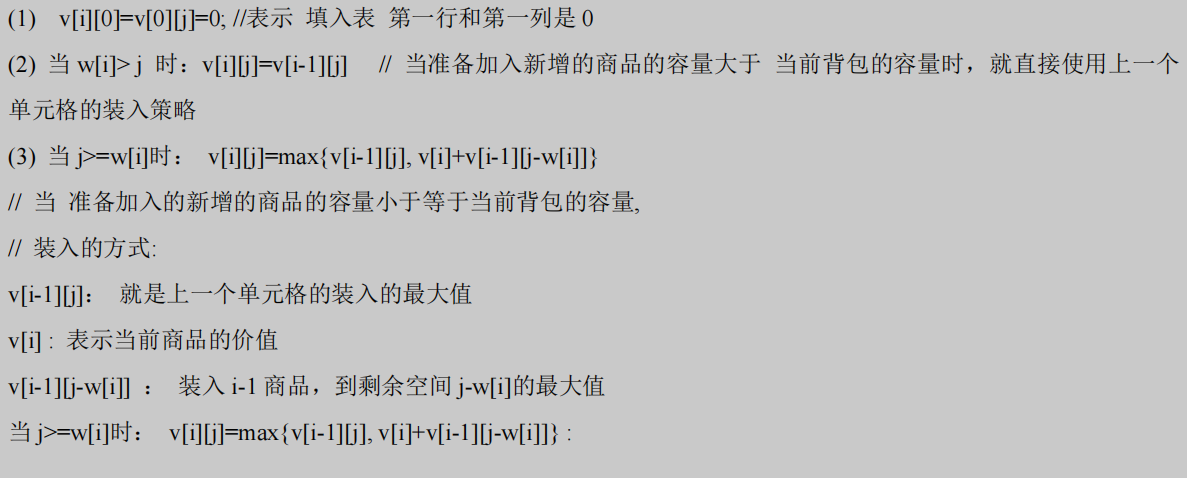 (1) v[i][0]=v[0][j]=0; //表示 填入表 第一行和第一列是 0
(2) 当 w[i]> j 时：v[i][j]=v[i-1][j] // 当准备加入新增的商品的容量大于 当前背包的容量时，就直接使用上一个
单元格的装入策略
(3) 当 j>=w[i]时： v[i][j]=max{v[i-1][j], v[i]+v[i-1][j-w[i]]}
// 当 准备加入的新增的商品的容量小于等于当前背包的容量,
// 装入的方式:
v[i-1][j]： 就是上一个单元格的装入的最大值
v[i] : 表示当前商品的价值
v[i-1][j-w[i]] ： 装入 i-1 商品，到剩余空间 j-w[i]的最大值
当 j>=w[i]时： v[i][j]=max{v[i-1][j], v[i]+v[i-1][j-w[i]]} :